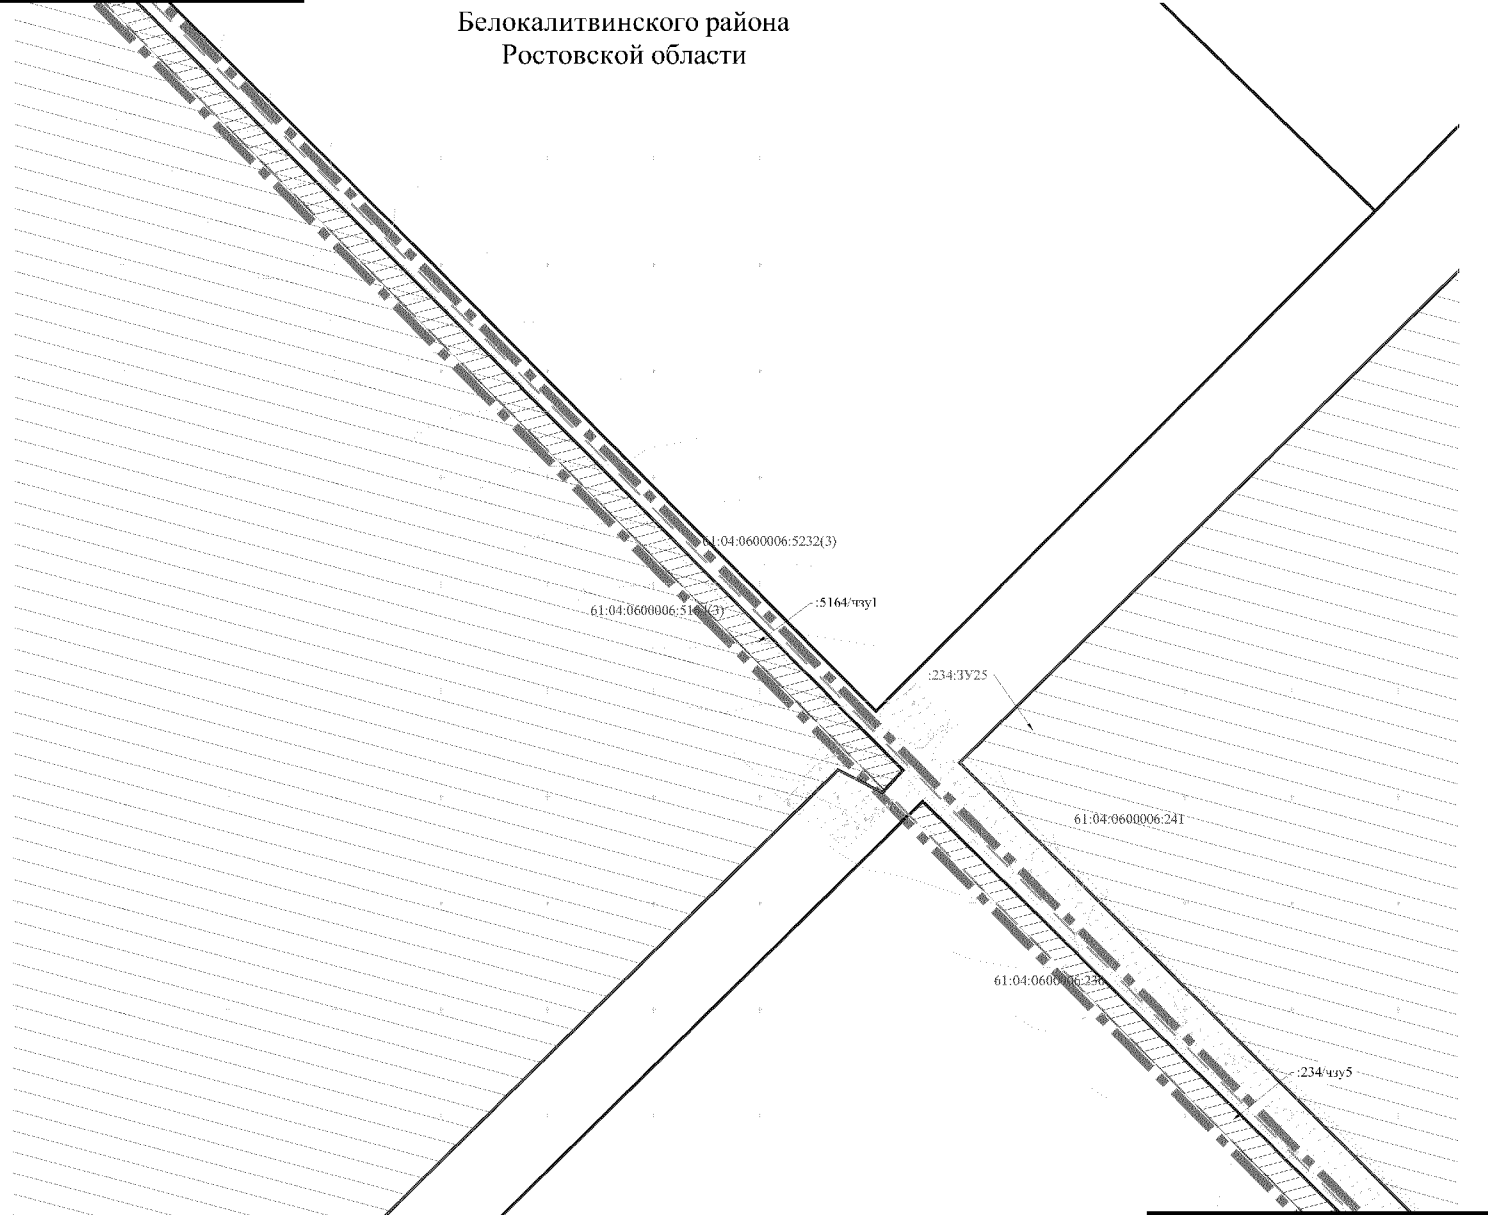 Белокалитвинского района
Ростовской области
61:04:0600006:5232(3)
:5164/чзу1
:234:ЗУ25
61:04:0600006:241
:234/чзу5